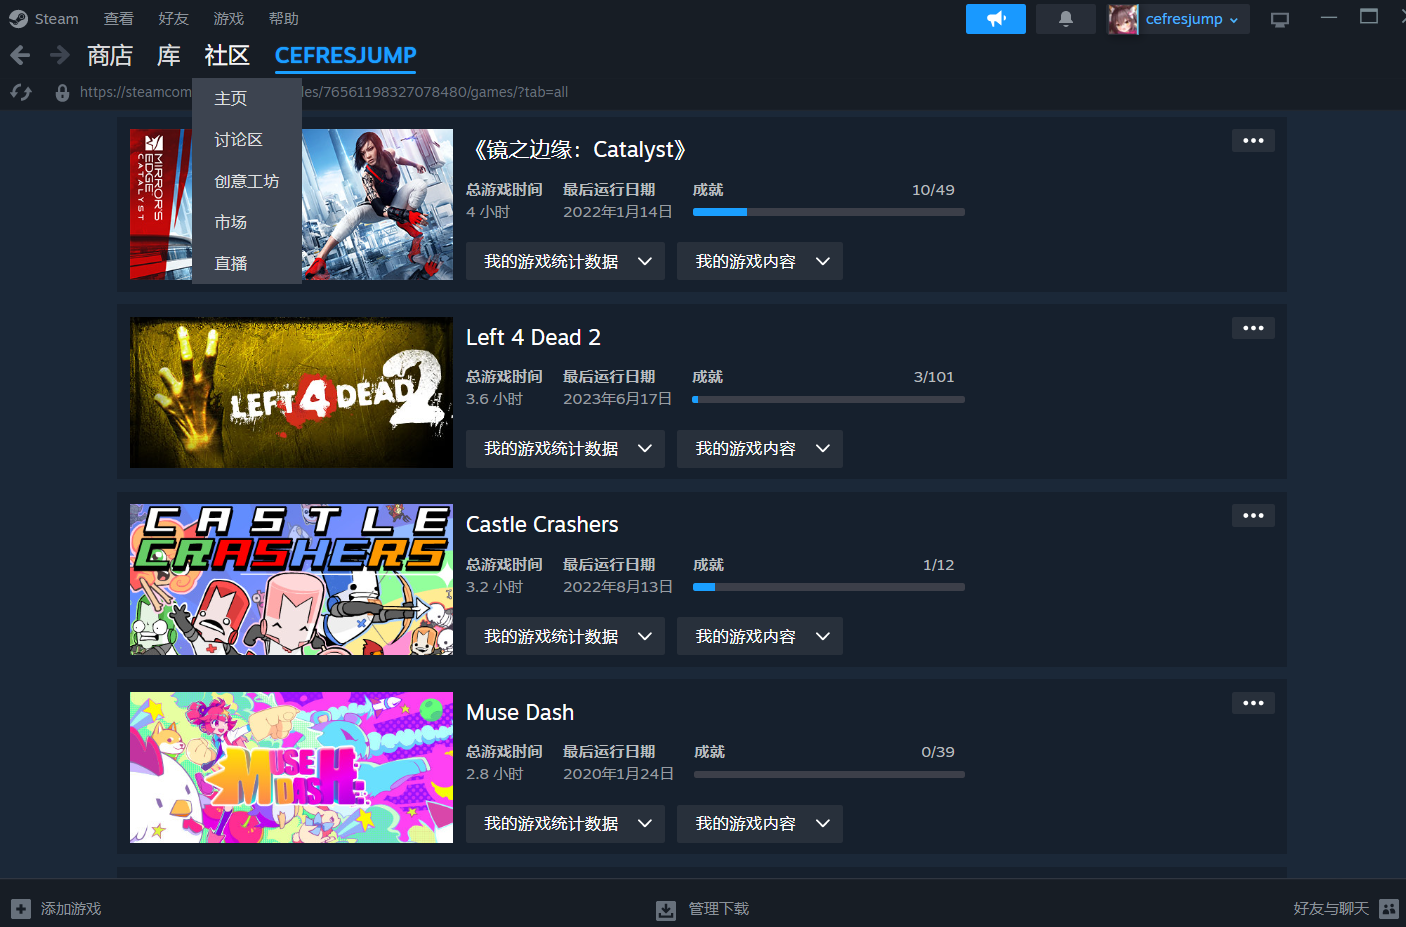 Steam 查看 好友 游戏 帮助 cefresjump
商店 库 社区 CEFRESJUMP
https://steamcom les/76561198327078480/games/?tab=all
主页
讨论区
创意工坊
市场
直播
MIRROR'S
EDGE
CATALYST
《镜之边缘：Catalyst》
总游戏时间 最后运行日期 成就 10/49
4 小时 2022年1月14日
我的游戏统计数据 我的游戏内容
LEFT 4 DEAD 2
Left 4 Dead 2
总游戏时间 最后运行日期 成就 3/101
3.6 小时 2023年6月17日
我的游戏统计数据 我的游戏内容
CASTLE
CRASHERS
Castle Crashers
总游戏时间 最后运行日期 成就 1/12
3.2 小时 2022年8月13日
我的游戏统计数据 我的游戏内容
MUSE
DASH
Muse Dash
总游戏时间 最后运行日期 成就 0/39
2.8 小时 2020年1月24日
我的游戏统计数据 我的游戏内容
添加游戏 管理下载 好友与聊天